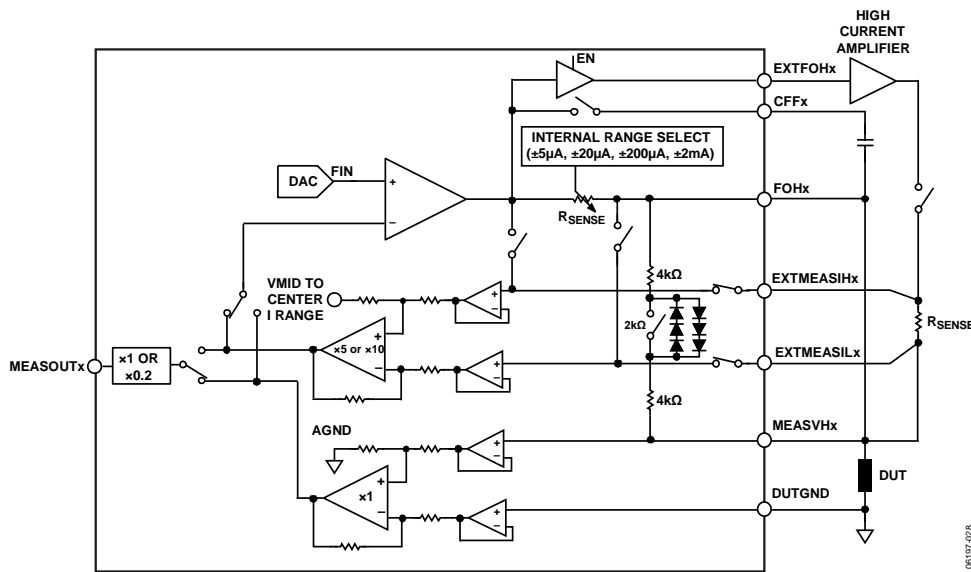 HIGH
CURRENT
AMPLIFIER
EN
EXTFOHx
CFFx
INTERNAL RANGE SELECT
(±5µA, ±20µA, ±200µA, ±2mA)
DAC
FIN
+
−
FOHx
RSENSE
4kΩ
VMID TO
CENTER
I RANGE
EXTMEASIHx
+
−
2kΩ
RSENSE
MEASOUTx
×1 OR
×0.2
+
×5 or ×10
−
+
−
EXTMEASILx
4kΩ
AGND
+
−
MEASVHx
+
×1
−
DUT
+
−
DUTGND
06197-028